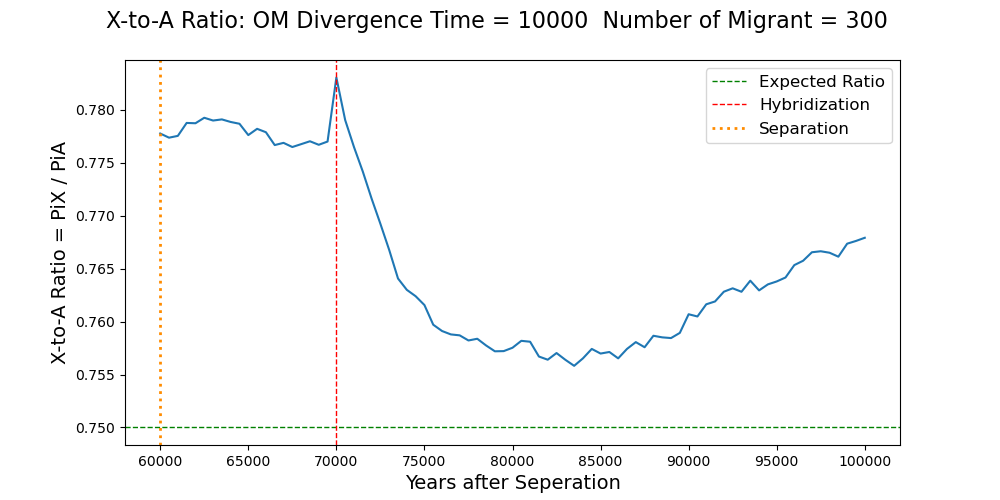 X-to-A Ratio: OM Divergence Time = 10000  Number of Migrant = 300
Expected Ratio
Hybridization
Separation
X-to-A Ratio = PiX / PiA
0.780
0.775
0.770
0.765
0.760
0.755
0.750
60000 65000 70000 75000 80000 85000 90000 95000 100000
Years after Seperation